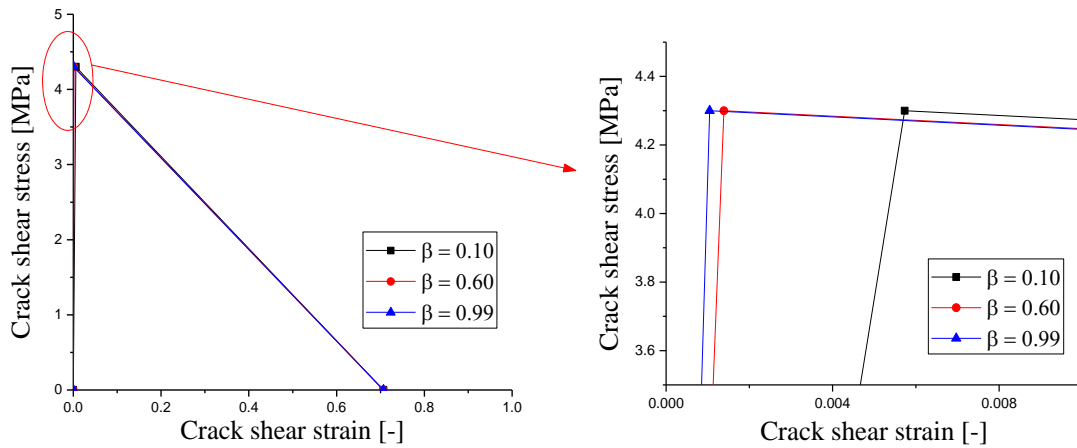 Crack shear stress [MPa]
5
4
3
2
1
0
0.0 0.2 0.4 0.6 0.8 1.0
Crack shear strain [-]
β = 0.10
β = 0.60
β = 0.99
Crack shear stress [MPa]
4.4
4.2
4.0
3.8
3.6
0.000 0.004 0.008
Crack shear strain [-]
β = 0.10
β = 0.60
β = 0.99